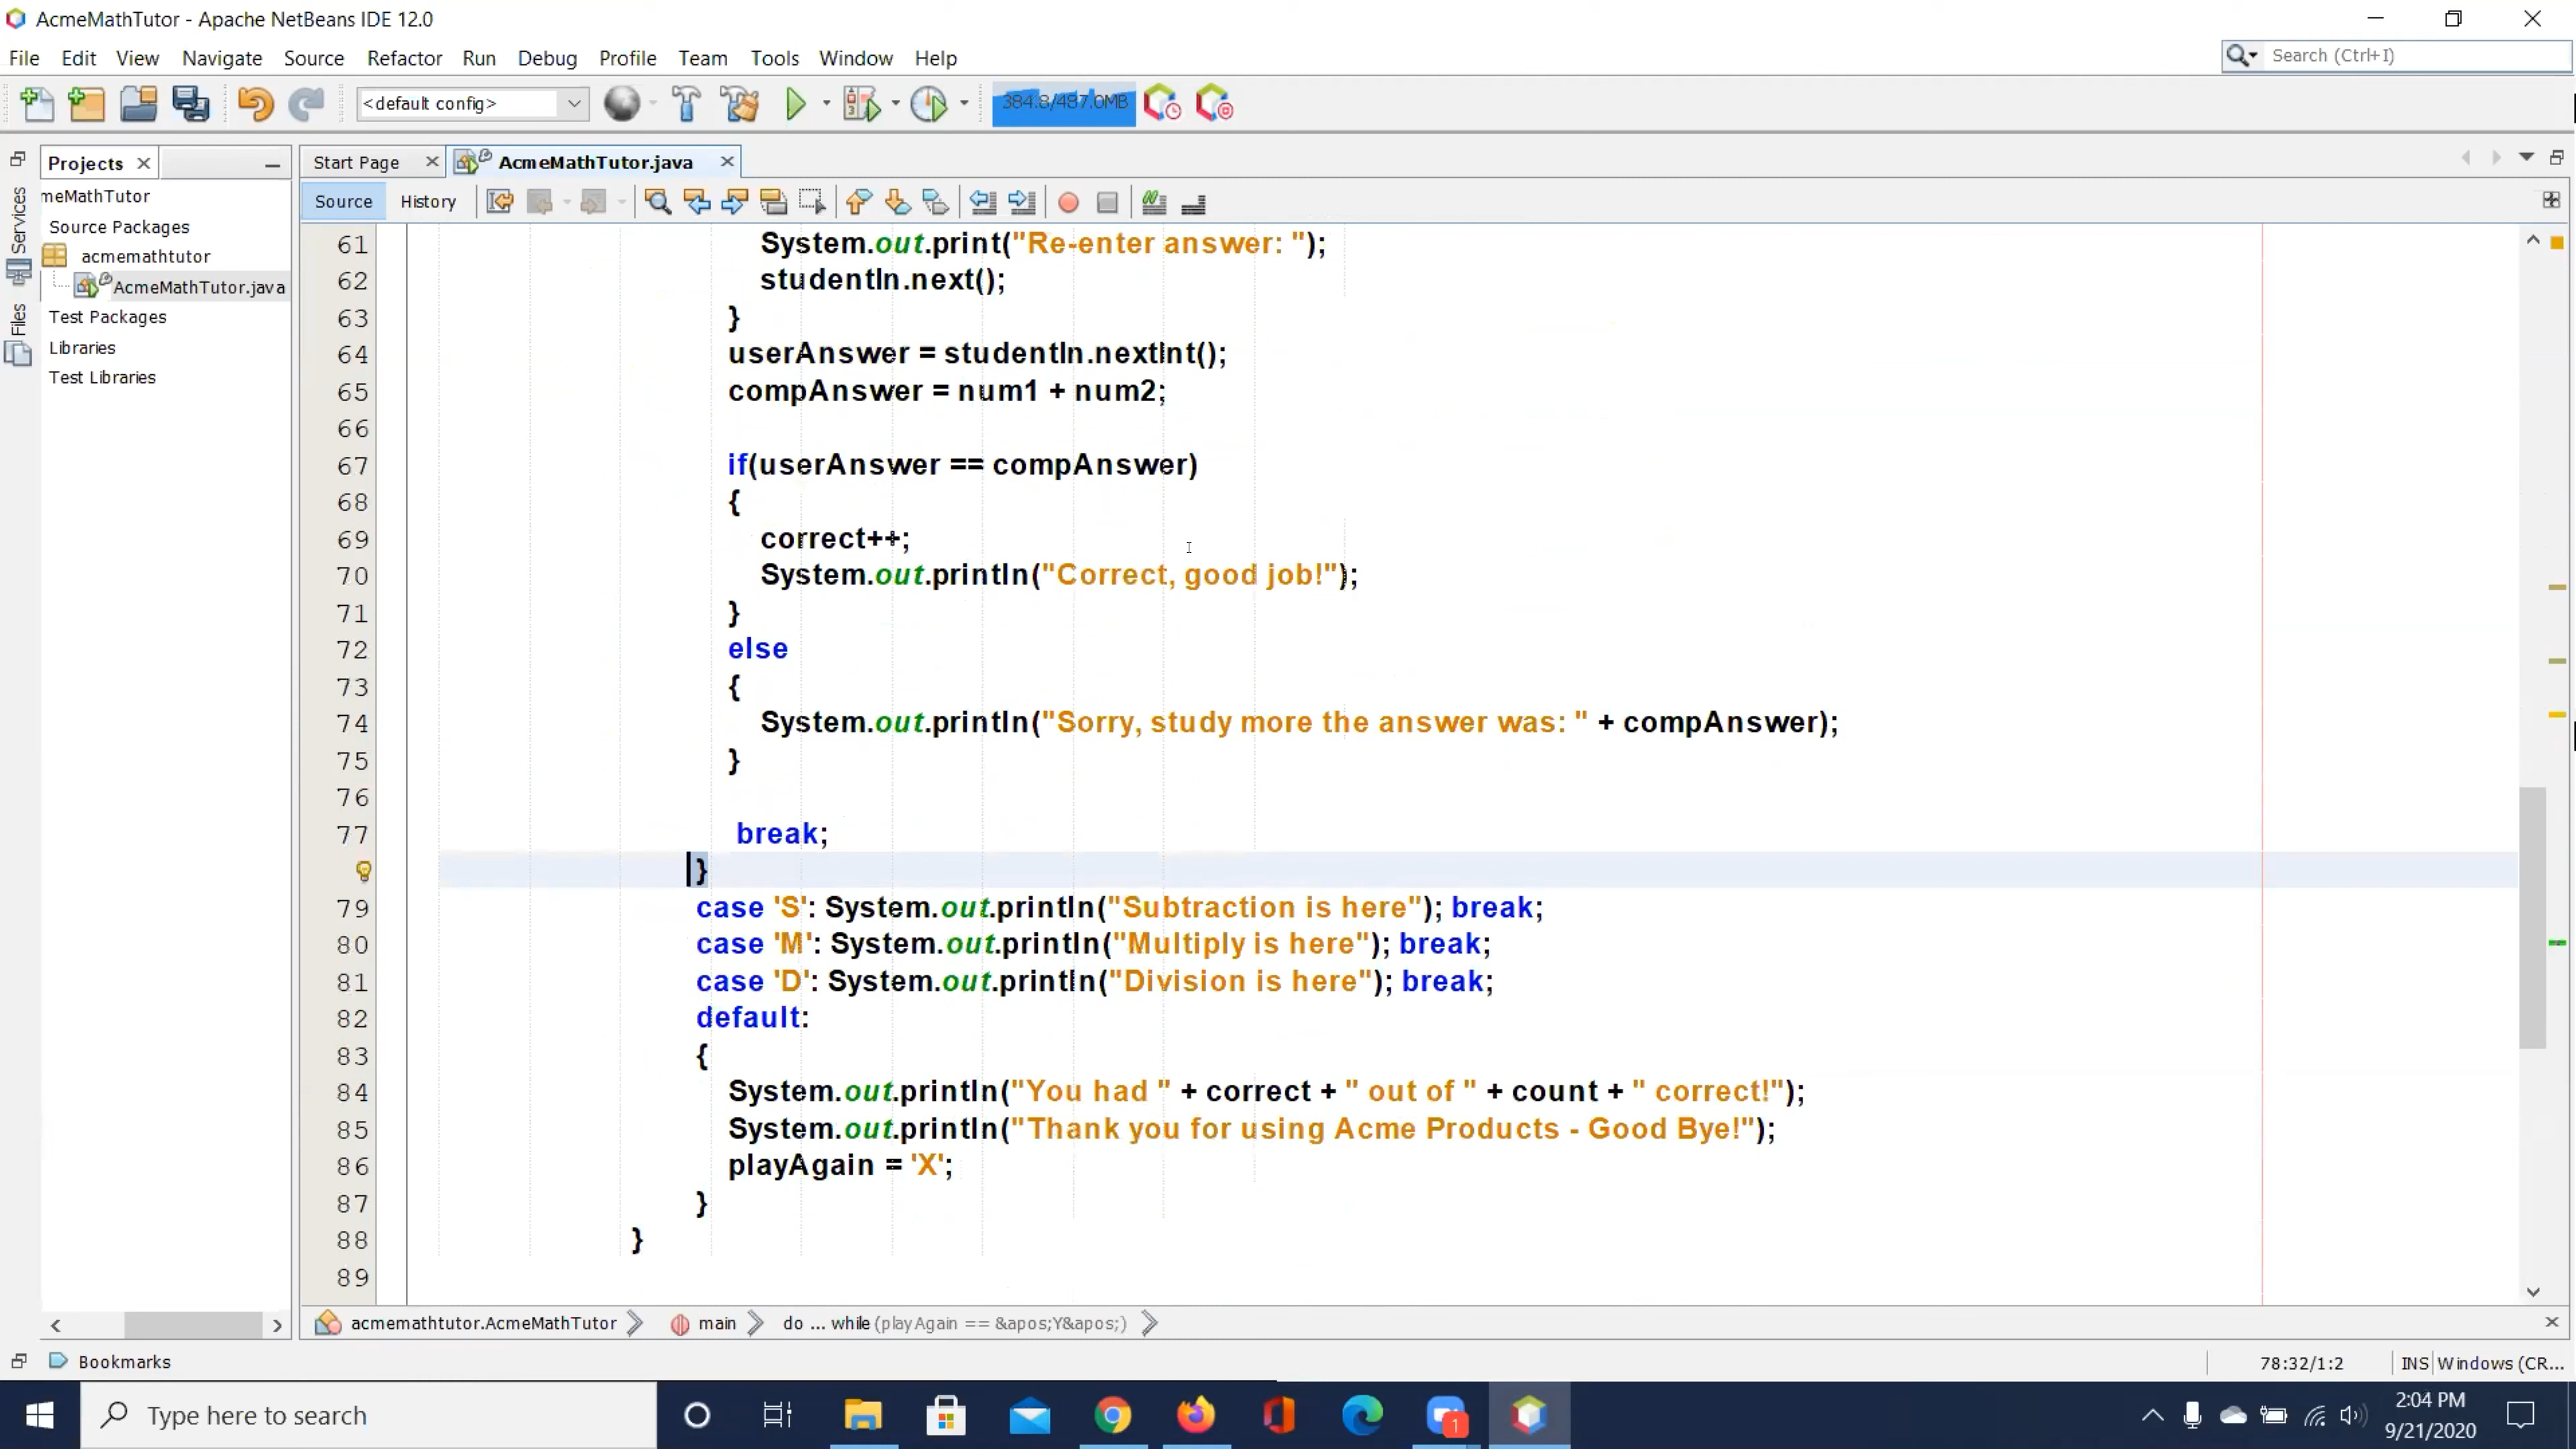 AcmeMathTutor - Apache NetBeans IDE 12.0
File Edit View Navigate Source Refactor Run Debug Profile Team Tools Window Help
Search (Ctrl+I)
<default config>
384.8/487.0MB
Projects
Start Page
AcmeMathTutor.java
Services
Files
meMathTutor
Source Packages
acmemathtutor
AcmeMathTutor.java
Test Packages
Libraries
Test Libraries
Source History
61 System.out.print("Re-enter answer: ");
62 studentIn.next();
63 }
64 userAnswer = studentIn.nextInt();
65 compAnswer = num1 + num2;
66
67 if(userAnswer == compAnswer)
68 {
69 correct++;
70 System.out.println("Correct, good job!");
71 }
72 else
73 {
74 System.out.println("Sorry, study more the answer was: " + compAnswer);
75 }
76
77 break;
}
79 case 'S': System.out.println("Subtraction is here"); break;
80 case 'M': System.out.println("Multiply is here"); break;
81 case 'D': System.out.println("Division is here"); break;
82 default:
83 {
84 System.out.println("You had " + correct + " out of " + count + " correct!");
85 System.out.println("Thank you for using Acme Products - Good Bye!");
86 playAgain = 'X';
87 }
88 }
89
acmemathtutor.AcmeMathTutor main do ... while (playAgain == &apos;Y&apos;)
Bookmarks
78:32/1:2 INS Windows (CR...
Type here to search
1
2:04 PM
9/21/2020